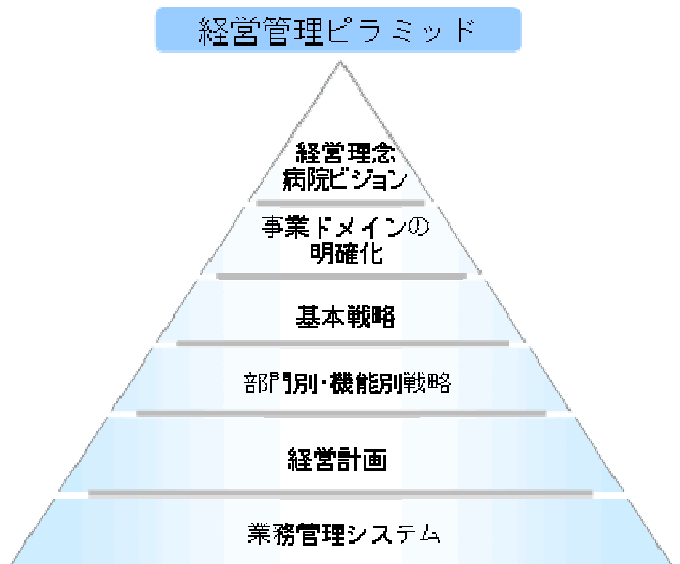 経営管理ピラミッド
経営理念
病院ビジョン
事業ドメインの
明確化
基本戦略
部門別・機能別戦略
経営計画
業務管理システム